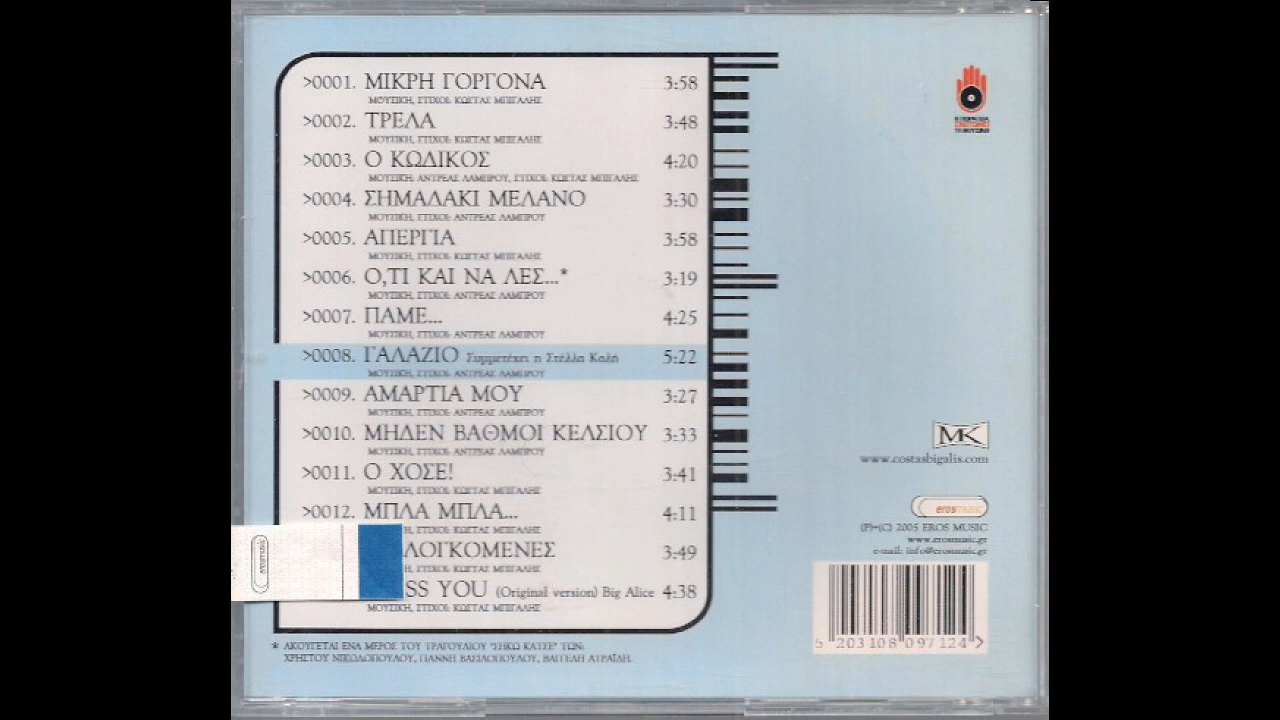 >0001. ΜΙΚΡΗ ΓΟΡΓΟΝΑ 3:58
ΜΟΥΣΙΚΗ, ΣΤΙΧΟΙ: ΚΩΣΤΑΣ ΜΠΙΓΑΛΗΣ
>0002. ΤΡΕΛΑ 3:48
ΜΟΥΣΙΚΗ, ΣΤΙΧΟΙ: ΚΩΣΤΑΣ ΜΠΙΓΑΛΗΣ
>0003. Ο ΚΩΔΙΚΟΣ 4:20
ΜΟΥΣΙΚΗ: ΑΝΤΡΕΑΣ ΛΑΜΠΡΟΥ, ΣΤΙΧΟΙ: ΚΩΣΤΑΣ ΜΠΙΓΑΛΗΣ
>0004. ΣΗΜΑΔΑΚΙ ΜΕΛΑΝΟ 3:30
ΜΟΥΣΙΚΗ, ΣΤΙΧΟΙ: ΑΝΤΡΕΑΣ ΛΑΜΠΡΟΥ
>0005. ΑΠΕΡΓΙΑ 3:58
ΜΟΥΣΙΚΗ, ΣΤΙΧΟΙ: ΚΩΣΤΑΣ ΜΠΙΓΑΛΗΣ
>0006. Ο,ΤΙ ΚΑΙ ΝΑ ΛΕΣ...* 3:19
ΜΟΥΣΙΚΗ, ΣΤΙΧΟΙ: ΑΝΤΡΕΑΣ ΛΑΜΠΡΟΥ
>0007. ΠΑΜΕ... 4:25
ΜΟΥΣΙΚΗ, ΣΤΙΧΟΙ: ΑΝΤΡΕΑΣ ΛΑΜΠΡΟΥ
>0008. ΓΑΛΑΖΙΟ Συμμετέχει η Στέλλα Καλή 5:22
ΜΟΥΣΙΚΗ, ΣΤΙΧΟΙ: ΑΝΤΡΕΑΣ ΛΑΜΠΡΟΥ
>0009. ΑΜΑΡΤΙΑ ΜΟΥ 3:27
ΜΟΥΣΙΚΗ, ΣΤΙΧΟΙ: ΑΝΤΡΕΑΣ ΛΑΜΠΡΟΥ
>0010. ΜΗΔΕΝ ΒΑΘΜΟΙ ΚΕΛΣΙΟΥ 3:33
ΜΟΥΣΙΚΗ, ΣΤΙΧΟΙ: ΑΝΤΡΕΑΣ ΛΑΜΠΡΟΥ
>0011. Ο ΧΟΣΕ! 3:41
ΜΟΥΣΙΚΗ, ΣΤΙΧΟΙ: ΚΩΣΤΑΣ ΜΠΙΓΑΛΗΣ
>0012. ΜΠΛΑ ΜΠΛΑ... 4:11
ΣΤΙΧΟΙ: ΚΩΣΤΑΣ ΜΠΙΓΑΛΗΣ
ΛΟΓΚΟΜΕΝΕΣ 3:49
ΣΤΙΧΟΙ: ΚΩΣΤΑΣ ΜΠΙΓΑΛΗΣ
SS YOU (Original version) Big Alice 4:38
ΜΟΥΣΙΚΗ, ΣΤΙΧΟΙ: ΚΩΣΤΑΣ ΜΠΙΓΑΛΗΣ
* ΑΚΟΥΓΕΤΑΙ ΕΝΑ ΜΕΡΟΣ ΤΟΥ ΤΡΑΓΟΥΔΙΟΥ "ΣΗΚΩ ΚΑΤΣΕ" ΤΩΝ:
ΧΡΗΣΤΟΥ ΝΙΚΟΛΟΠΟΥΛΟΥ, ΓΙΑΝΝΗ ΒΑΣΙΛΟΠΟΥΛΟΥ, ΒΑΓΓΕΛΗ ΑΤΡΑΪΔΗ.
erosmusic
MK
www.costasbigalis.com
erosmusic
(P)+(C) 2005 EROS MUSIC
www.erosmusic.gr
e-mail: info@erosmusic.gr
5 203108 097124 >